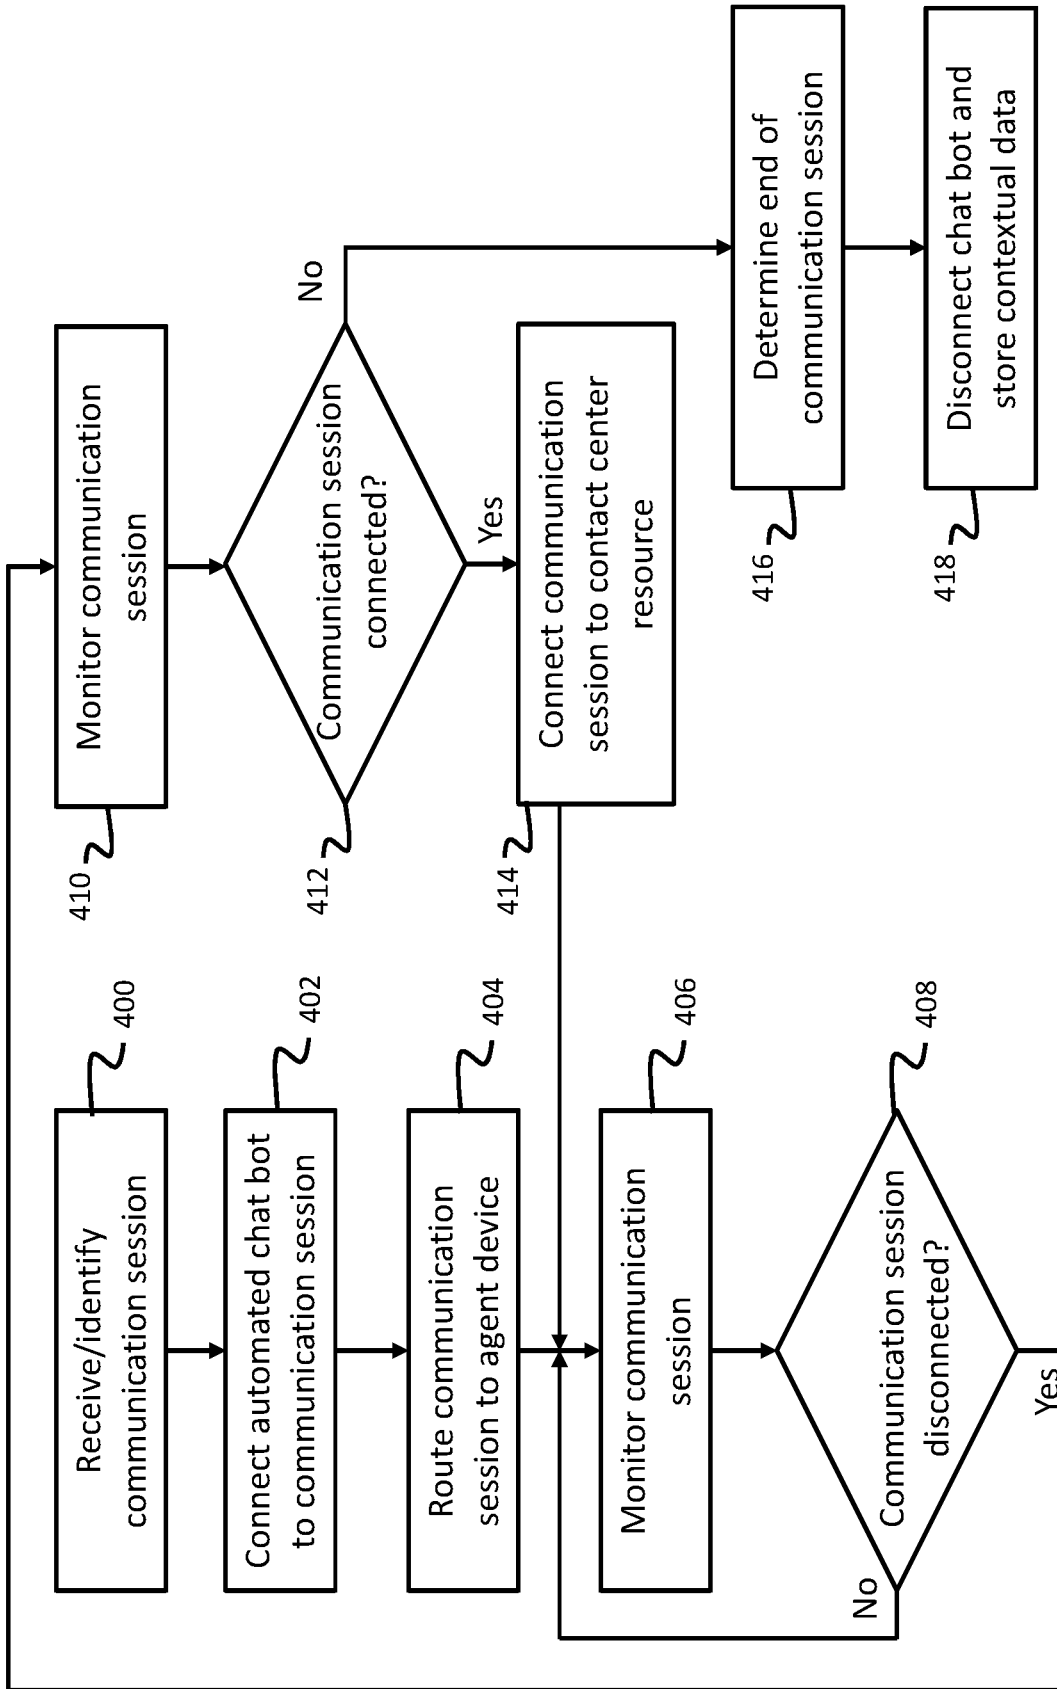 Receive/identify
communication session
400
Connect automated chat bot
to communication session
402
Route communication
session to agent device
404
Monitor communication
session
406
Communication session
disconnected?
408
No
Yes
Monitor communication
session
410
Communication session
connected?
412
No
Yes
Connect communication
session to contact center
resource
414
Determine end of
communication session
416
Disconnect chat bot and
store contextual data
418